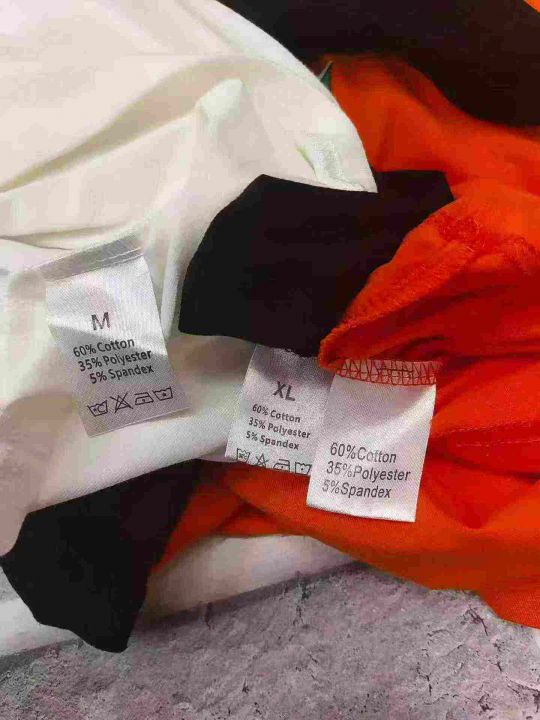 M
60% Cotton
35% Polyester
5% Spandex
XL
60% Cotton
35% Polyester
5% Spandex
60%Cotton
35%Polyester
5%Spandex